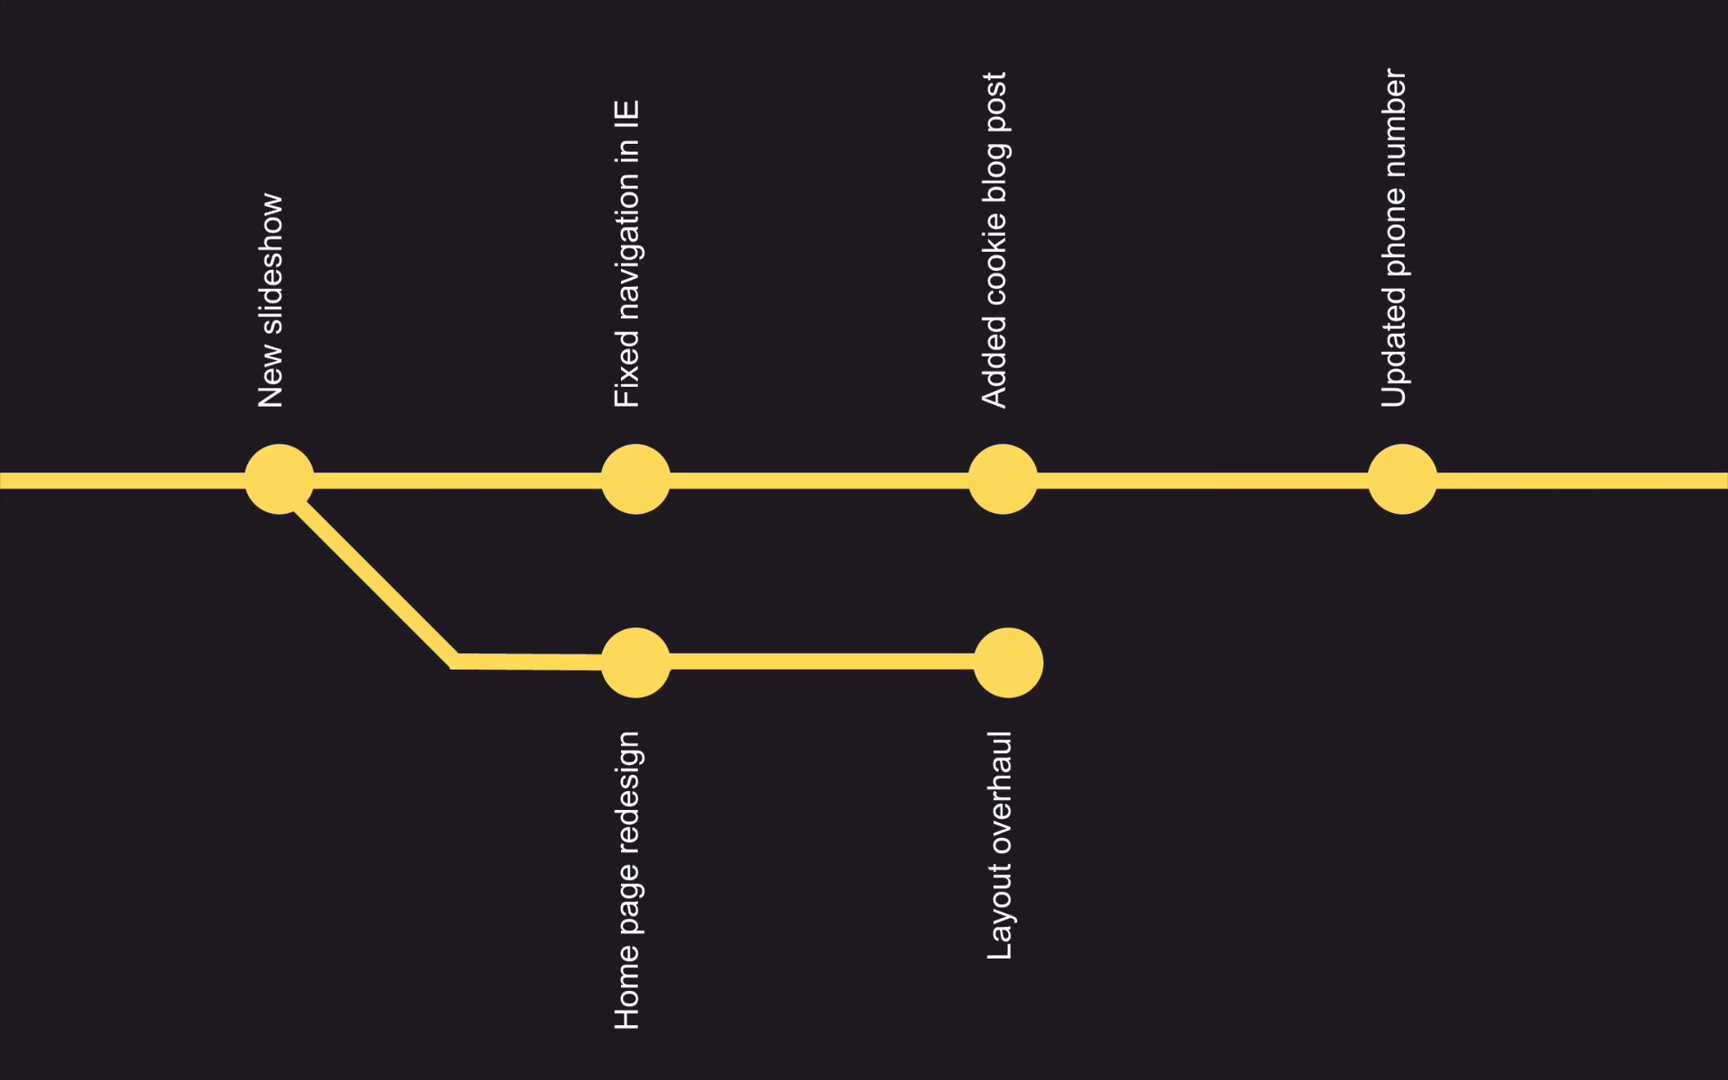 New slideshow
Fixed navigation in IE
Added cookie blog post
Updated phone number
Home page redesign
Layout overhaul